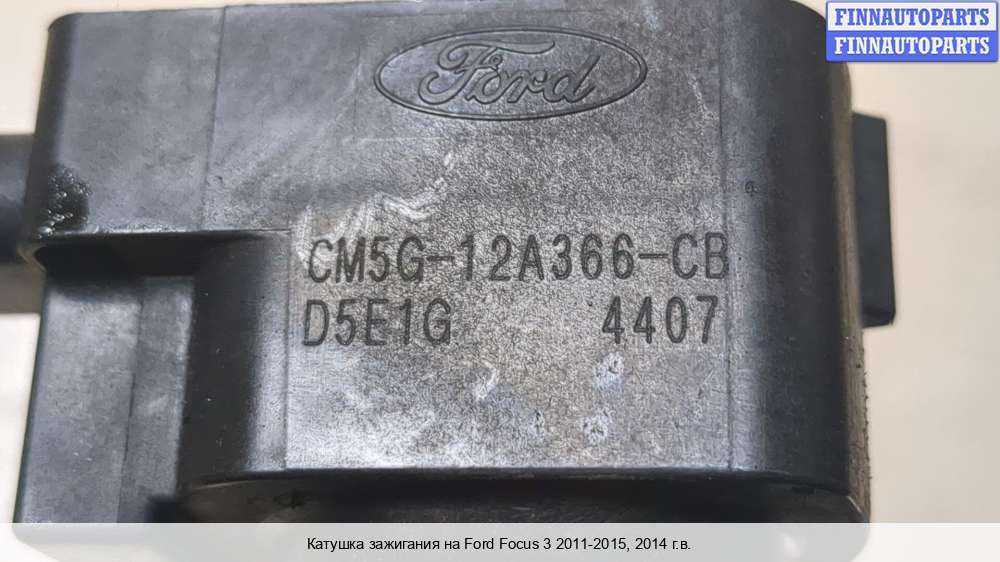 FINNAUTOPARTS
FINNAUTOPARTS
Ford
CM5G-12A366-CB
D5E1G 4407
Катушка зажигания на Ford Focus 3 2011-2015, 2014 г.в.